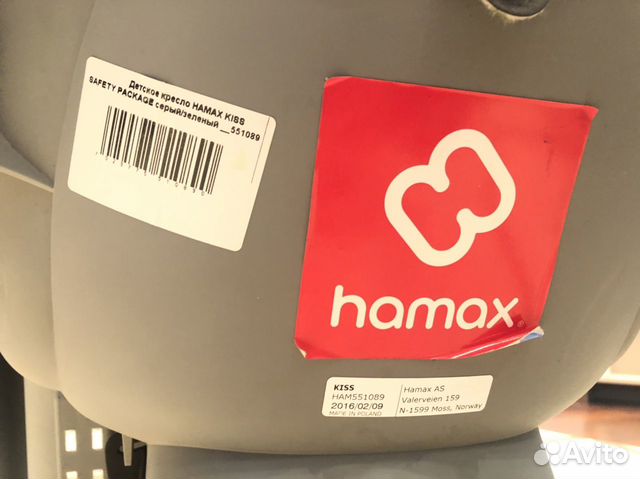 Детское кресло HAMAX KISS
SAFETY PACKAGE серый/зеленый __551089
hamax
KISS
HAM551089
2016/02/09
MADE IN POLAND
Hamax AS
Valerveien 159
N-1599 Moss, Norway
Avito